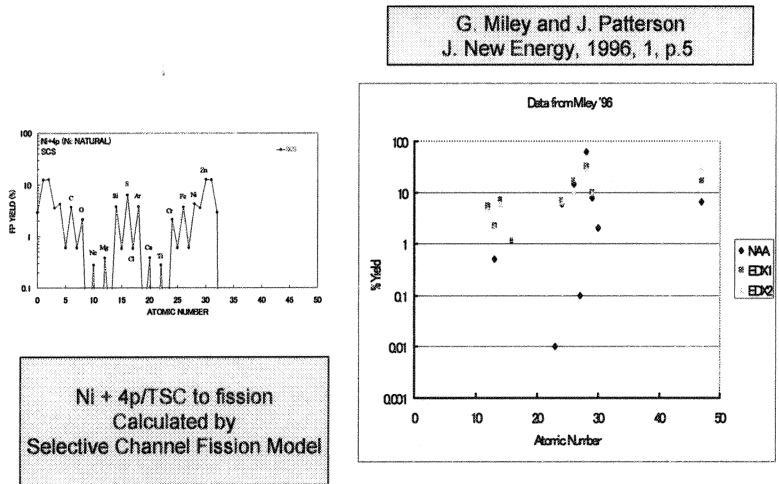 G. Miley and J. Patterson
J. New Energy, 1996, 1, p.5
Ni+4p (Ni: NATURAL)
SCS
SCS
100
10
1
0.1
FP YIELD (%)
C
O
Ne
Mg
Si
S
Cl
Ar
Ca
Ti
Cr
Fe
Ni
Zn
0 5 10 15 20 25 30 35 40 45 50
ATOMIC NUMBER
Ni + 4p/TSC to fission
Calculated by
Selective Channel Fission Model
Data from Miley '96
100
10
1
0.1
0.01
0.001
% Yield
0 10 20 30 40 50
Atomic Number
NAA
EDX1
EDX2